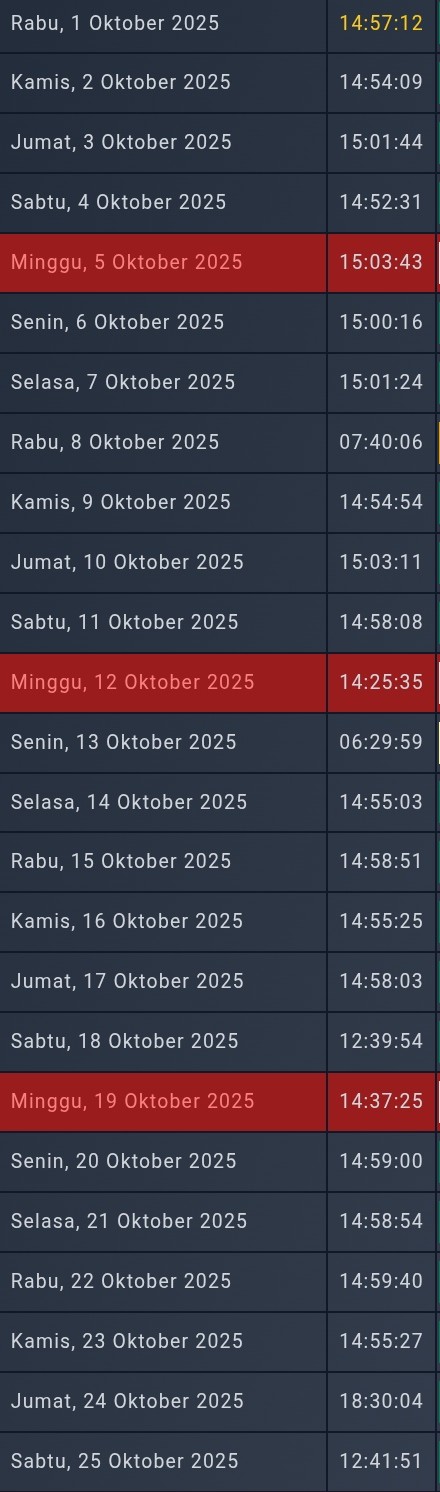 Rabu, 1 Oktober 2025 14:57:12
Kamis, 2 Oktober 2025 14:54:09
Jumat, 3 Oktober 2025 15:01:44
Sabtu, 4 Oktober 2025 14:52:31
Minggu, 5 Oktober 2025 15:03:43
Senin, 6 Oktober 2025 15:00:16
Selasa, 7 Oktober 2025 15:01:24
Rabu, 8 Oktober 2025 07:40:06
Kamis, 9 Oktober 2025 14:54:54
Jumat, 10 Oktober 2025 15:03:11
Sabtu, 11 Oktober 2025 14:58:08
Minggu, 12 Oktober 2025 14:25:35
Senin, 13 Oktober 2025 06:29:59
Selasa, 14 Oktober 2025 14:55:03
Rabu, 15 Oktober 2025 14:58:51
Kamis, 16 Oktober 2025 14:55:25
Jumat, 17 Oktober 2025 14:58:03
Sabtu, 18 Oktober 2025 12:39:54
Minggu, 19 Oktober 2025 14:37:25
Senin, 20 Oktober 2025 14:59:00
Selasa, 21 Oktober 2025 14:58:54
Rabu, 22 Oktober 2025 14:59:40
Kamis, 23 Oktober 2025 14:55:27
Jumat, 24 Oktober 2025 18:30:04
Sabtu, 25 Oktober 2025 12:41:51